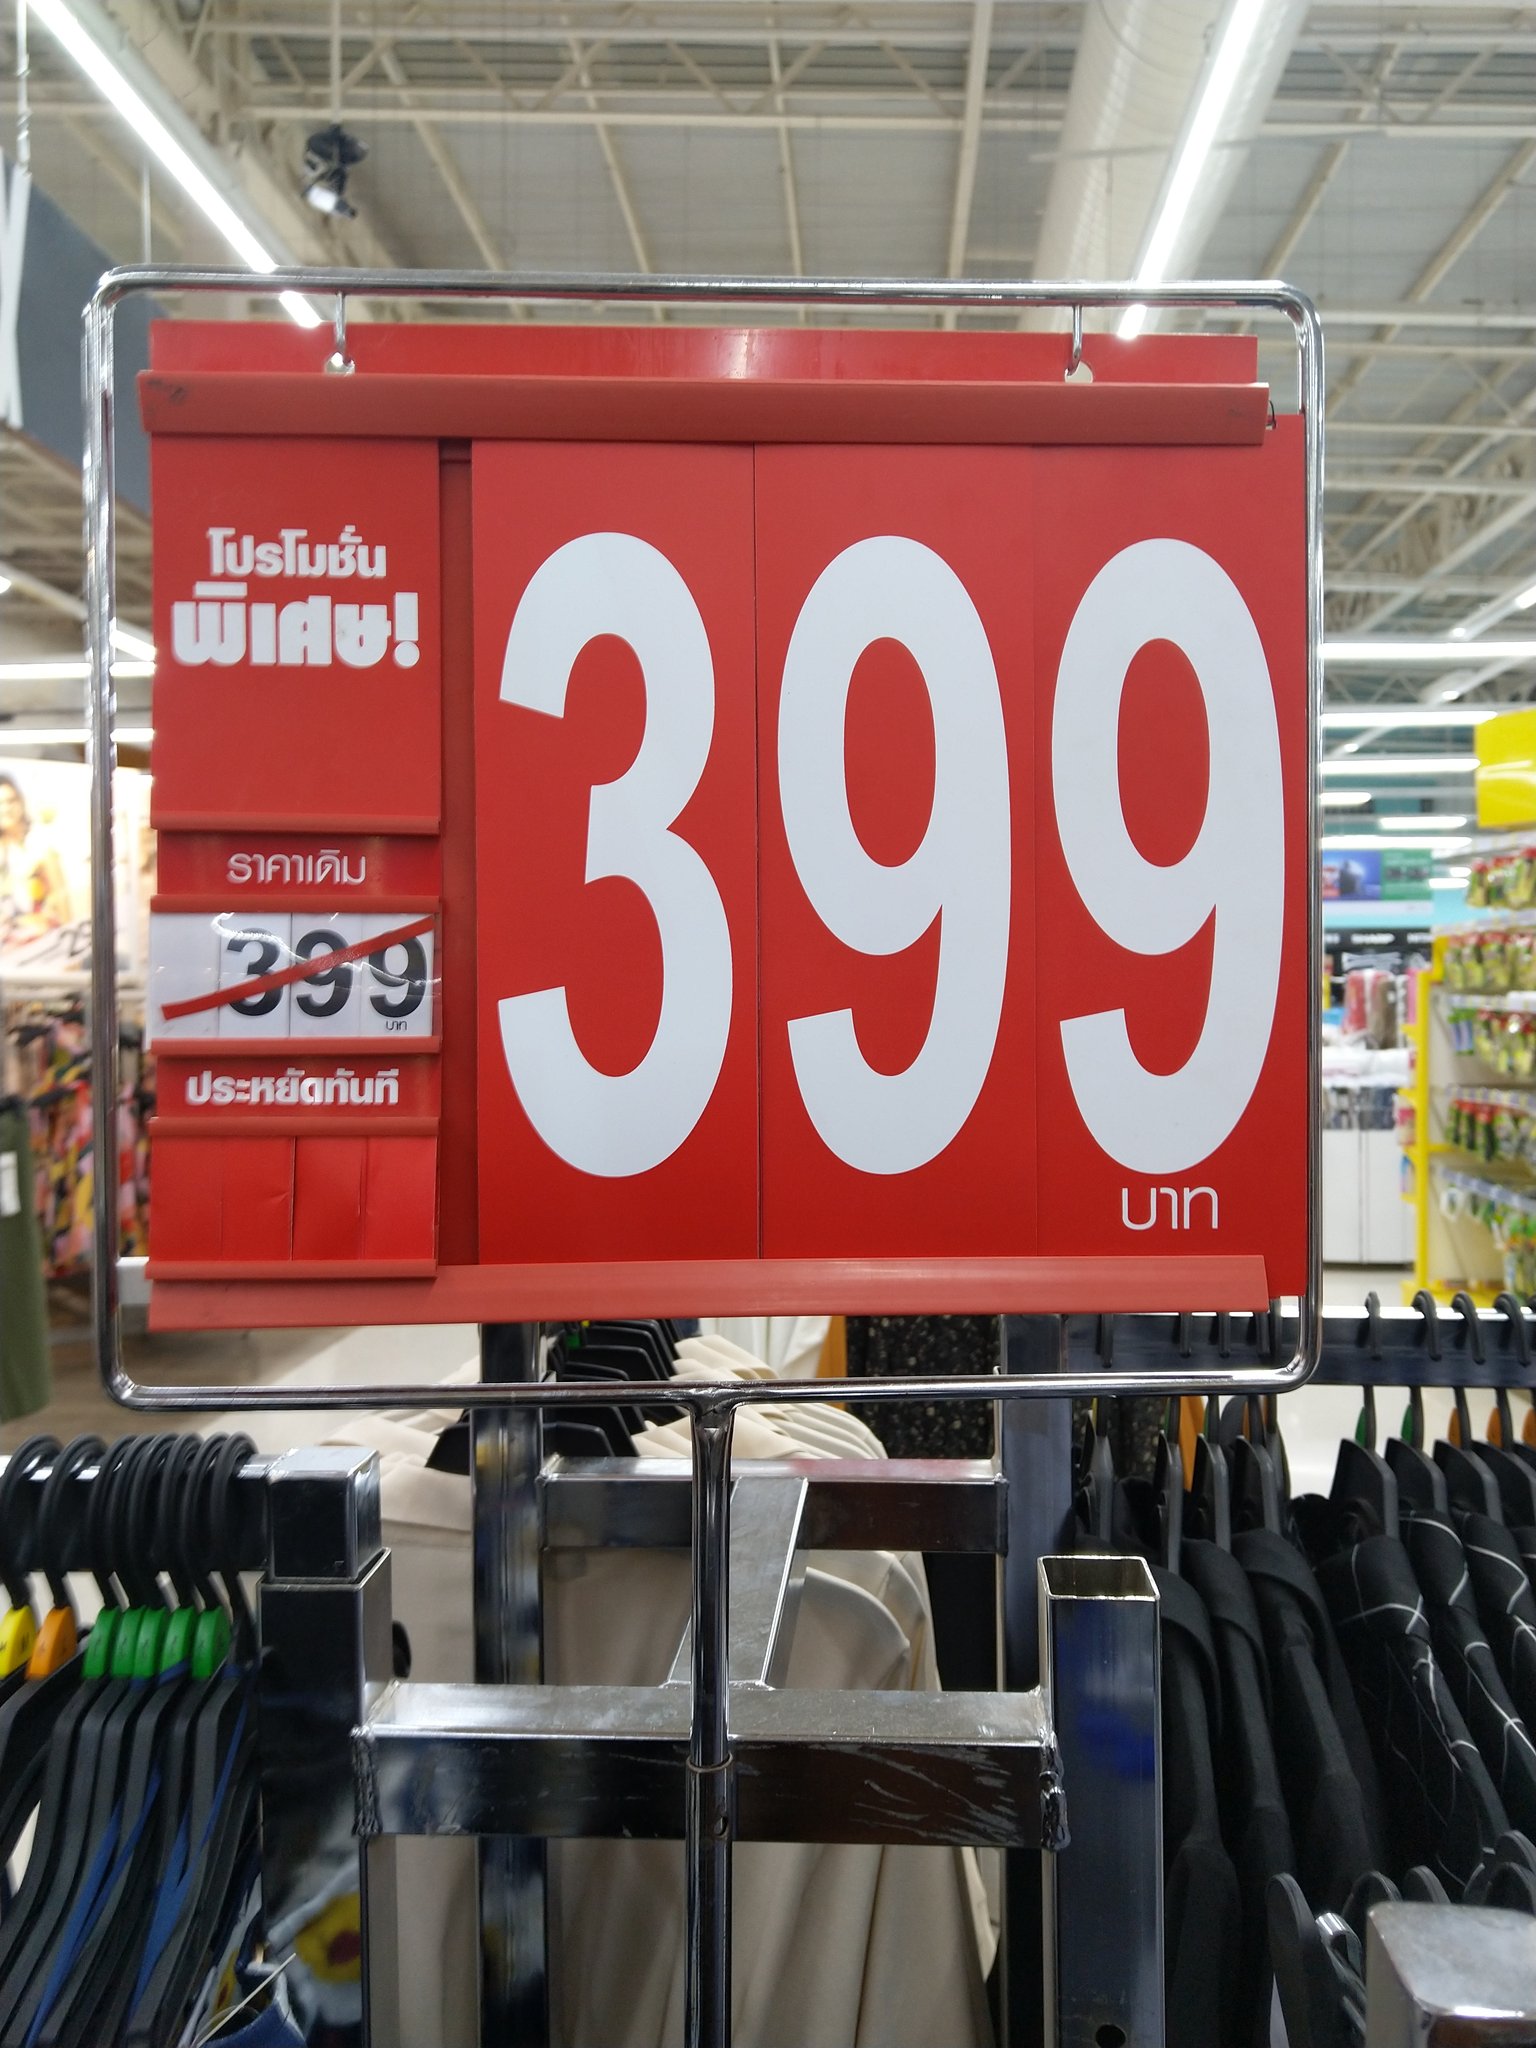 โปรโมชั่น
พิเศษ!
ราคาเดิม
399
บาท
ประหยัดทันที
399
บาท